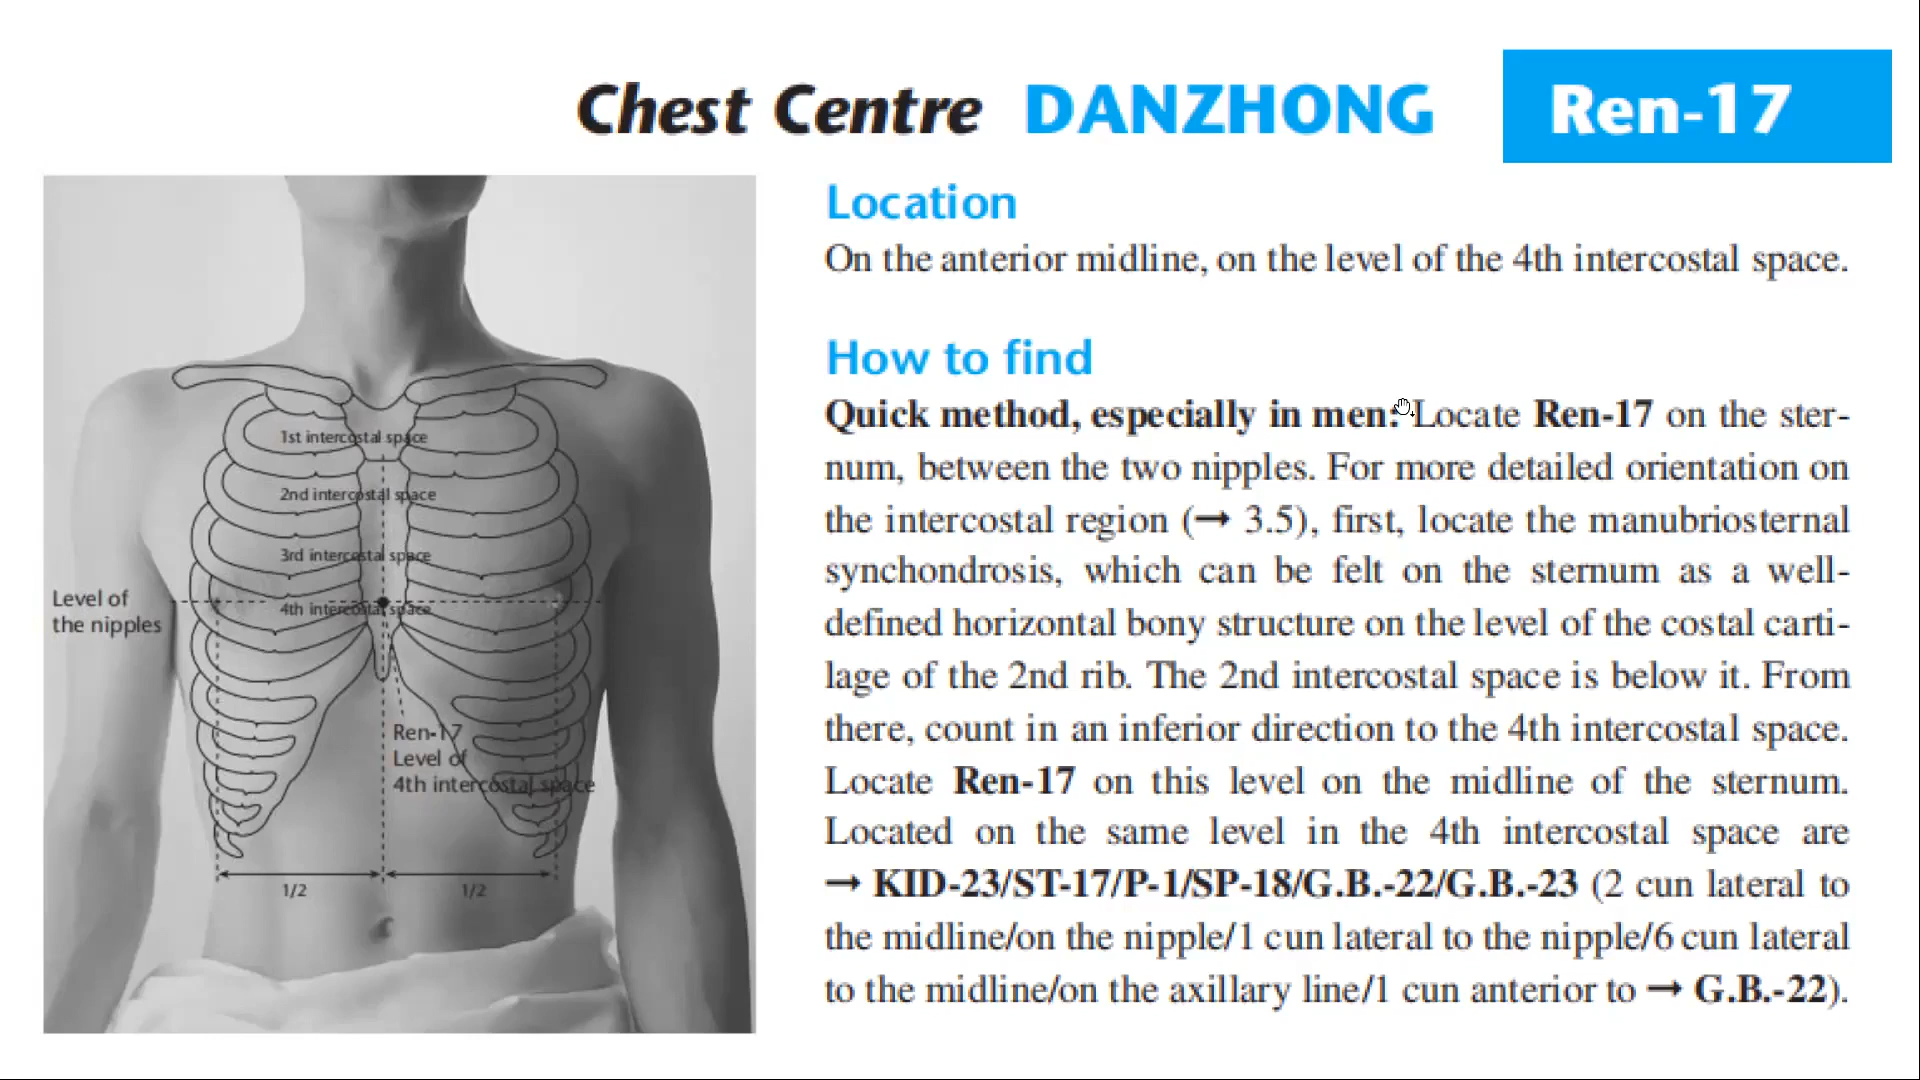 Chest Centre DANZHONG Ren-17
Location
On the anterior midline, on the level of the 4th intercostal space.
How to find
Quick method, especially in men: Locate Ren-17 on the ster-
num, between the two nipples. For more detailed orientation on
the intercostal region (→ 3.5), first, locate the manubriosternal
synchondrosis, which can be felt on the sternum as a well-
defined horizontal bony structure on the level of the costal carti-
lage of the 2nd rib. The 2nd intercostal space is below it. From
there, count in an inferior direction to the 4th intercostal space.
Locate Ren-17 on this level on the midline of the sternum.
Located on the same level in the 4th intercostal space are
→ KID-23/ST-17/P-1/SP-18/G.B.-22/G.B.-23 (2 cun lateral to
the midline/on the nipple/1 cun lateral to the nipple/6 cun lateral
to the midline/on the axillary line/1 cun anterior to → G.B.-22).
1st intercostal space
2nd intercostal space
3rd intercostal space
4th intercostal space
Level of
the nipples
Ren-17
Level of
4th intercostal space
1/2
1/2